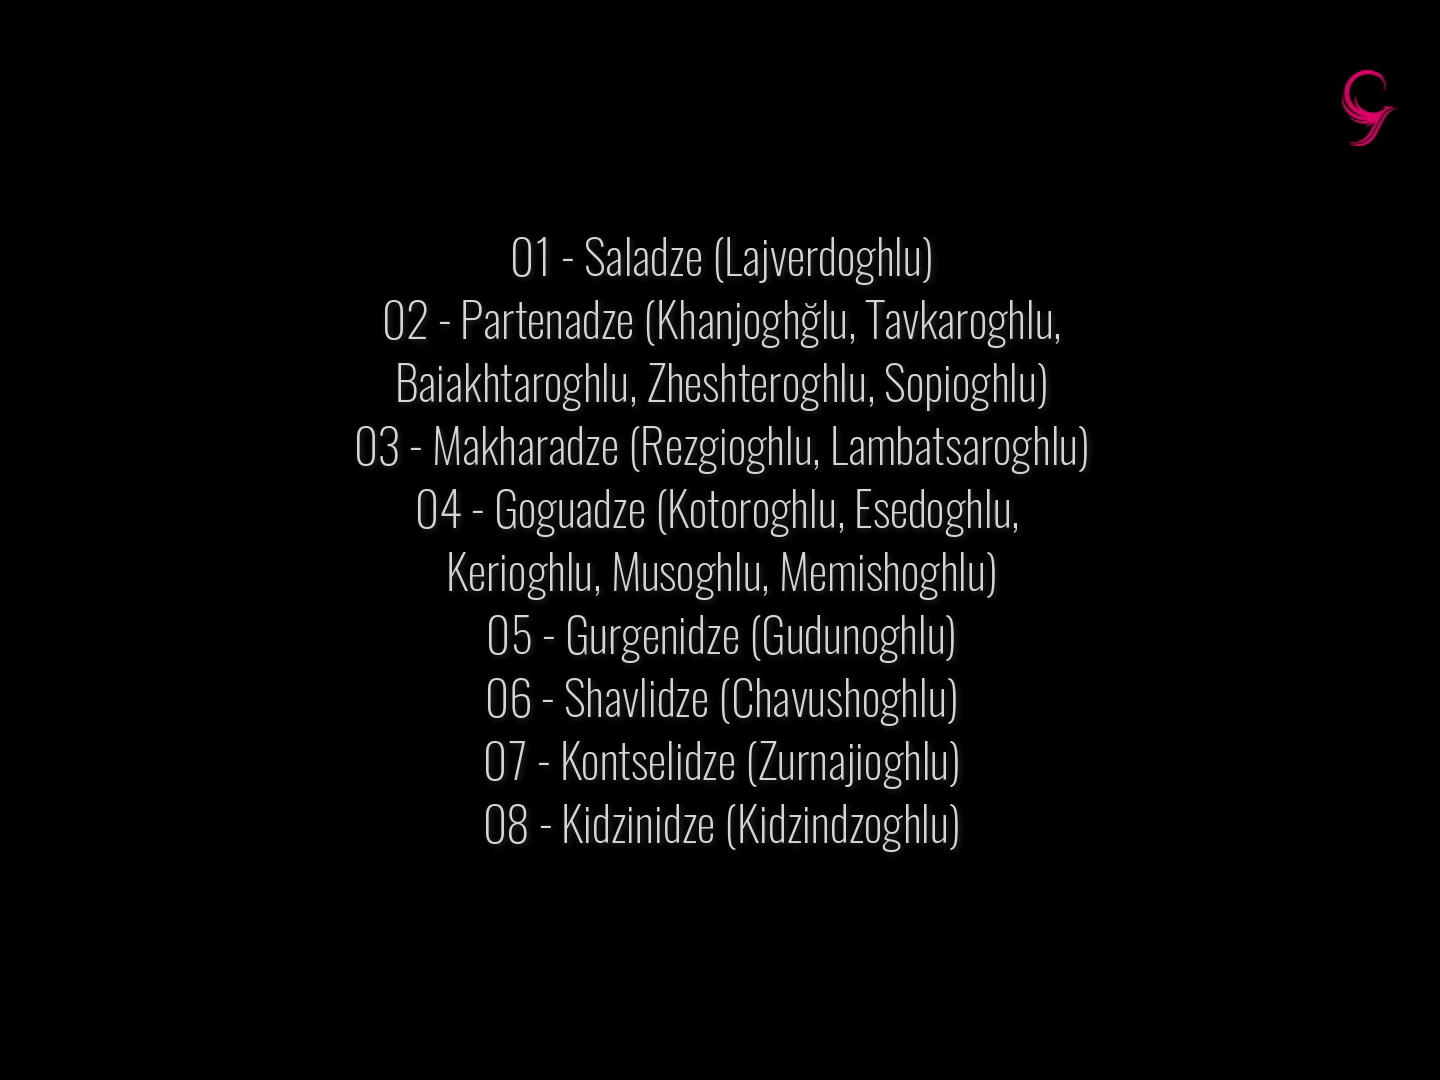 01 - Saladze (Lajverdoghlu)
02 - Partenadze (Khanjoghğlu, Tavkaroghlu,
Baiakhtaroghlu, Zheshteroghlu, Sopioghlu)
03 - Makharadze (Rezgioghlu, Lambatsaroghlu)
04 - Goguadze (Kotoroghlu, Esedoghlu,
Kerioghlu, Musoghlu, Memishoghlu)
05 - Gurgenidze (Gudunoghlu)
06 - Shavlidze (Chavushoghlu)
07 - Kontselidze (Zurnajioghlu)
08 - Kidzinidze (Kidzindzoghlu)